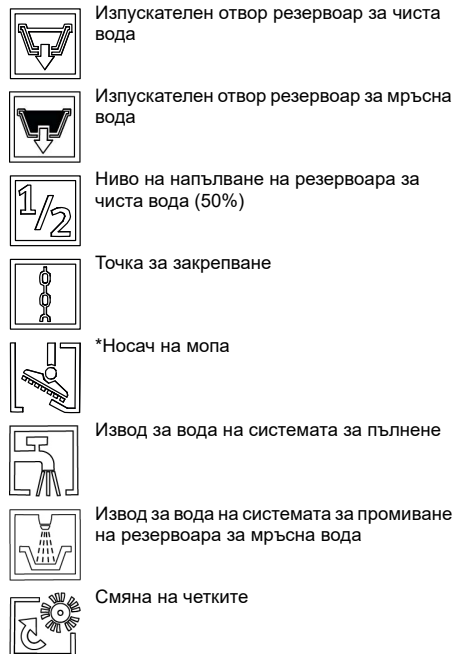 Изпускателен отвор резервоар за чиста
вода
Изпускателен отвор резервоар за мръсна
вода
1/2
Ниво на напълване на резервоара за
чиста вода (50%)
Точка за закрепване
*Носач на мопа
Извод за вода на системата за пълнене
Извод за вода на системата за промиване
на резервоара за мръсна вода
Смяна на четките